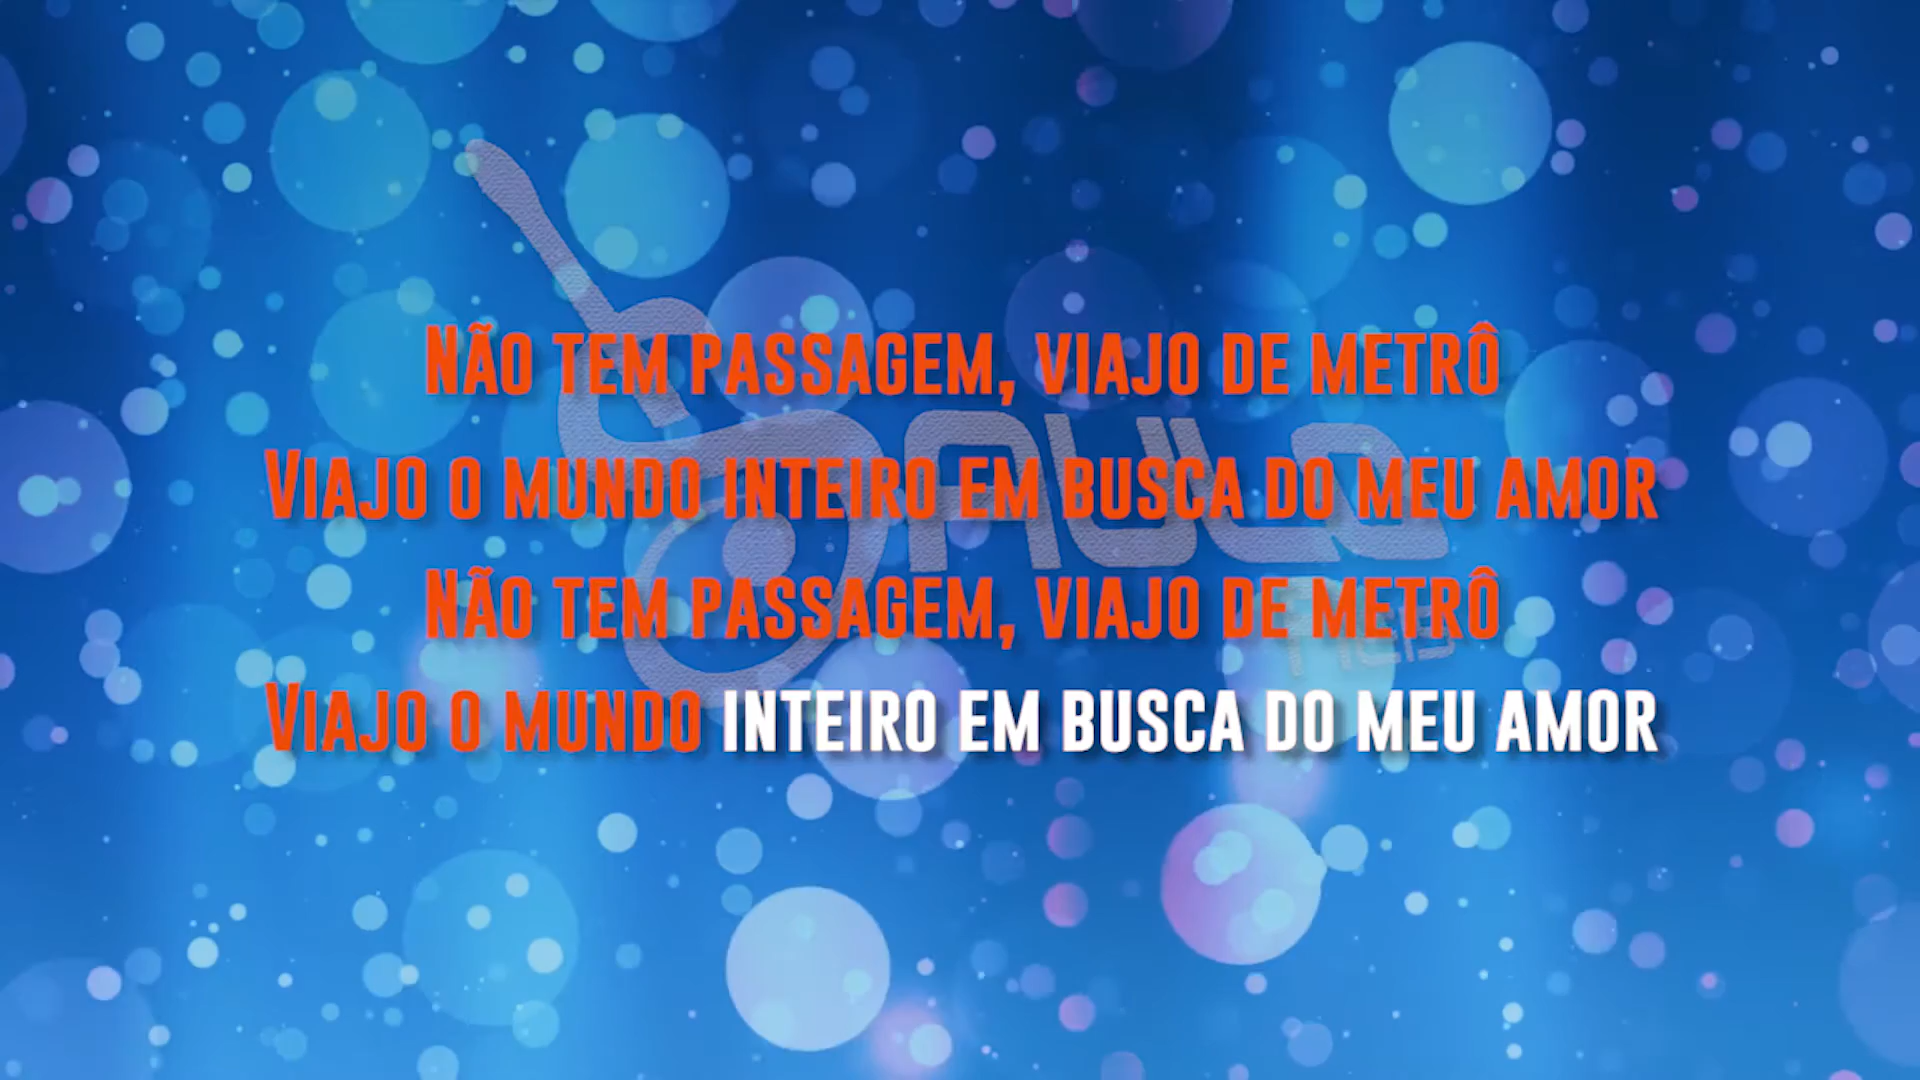 Não tem passagem, viajo de metrô
Viajo o mundo inteiro em busca do meu amor
Não tem passagem, viajo de metrô
Viajo o mundo inteiro em busca do meu amor